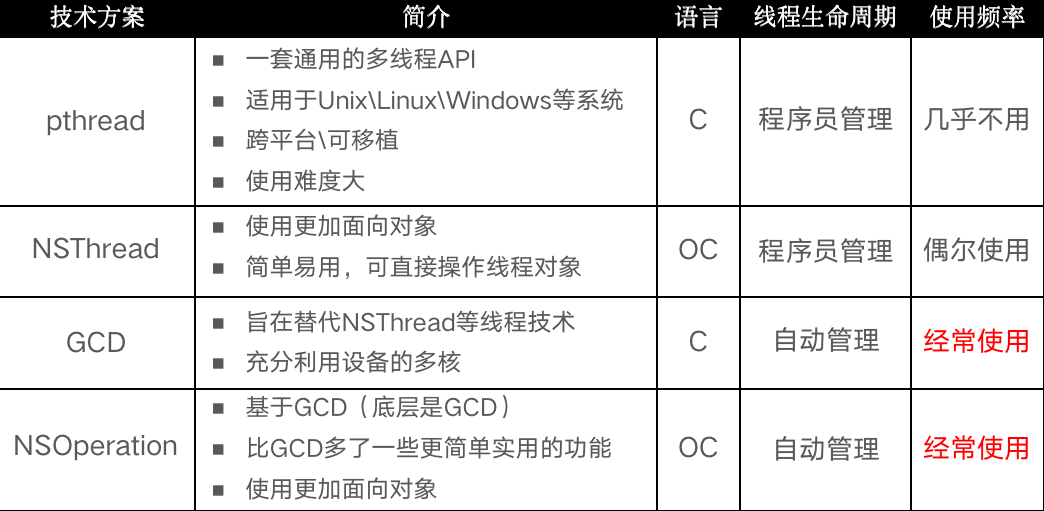 技术方案 简介 语言 线程生命周期 使用频率
pthread
■ 一套通用的多线程API
■ 适用于Unix\Linux\Windows等系统
■ 跨平台\可移植
■ 使用难度大
C
程序员管理
几乎不用
NSThread
■ 使用更加面向对象
■ 简单易用，可直接操作线程对象
OC
程序员管理
偶尔使用
GCD
■ 旨在替代NSThread等线程技术
■ 充分利用设备的多核
C
自动管理
经常使用
NSOperation
■ 基于GCD（底层是GCD）
■ 比GCD多了一些更简单实用的功能
■ 使用更加面向对象
OC
自动管理
经常使用